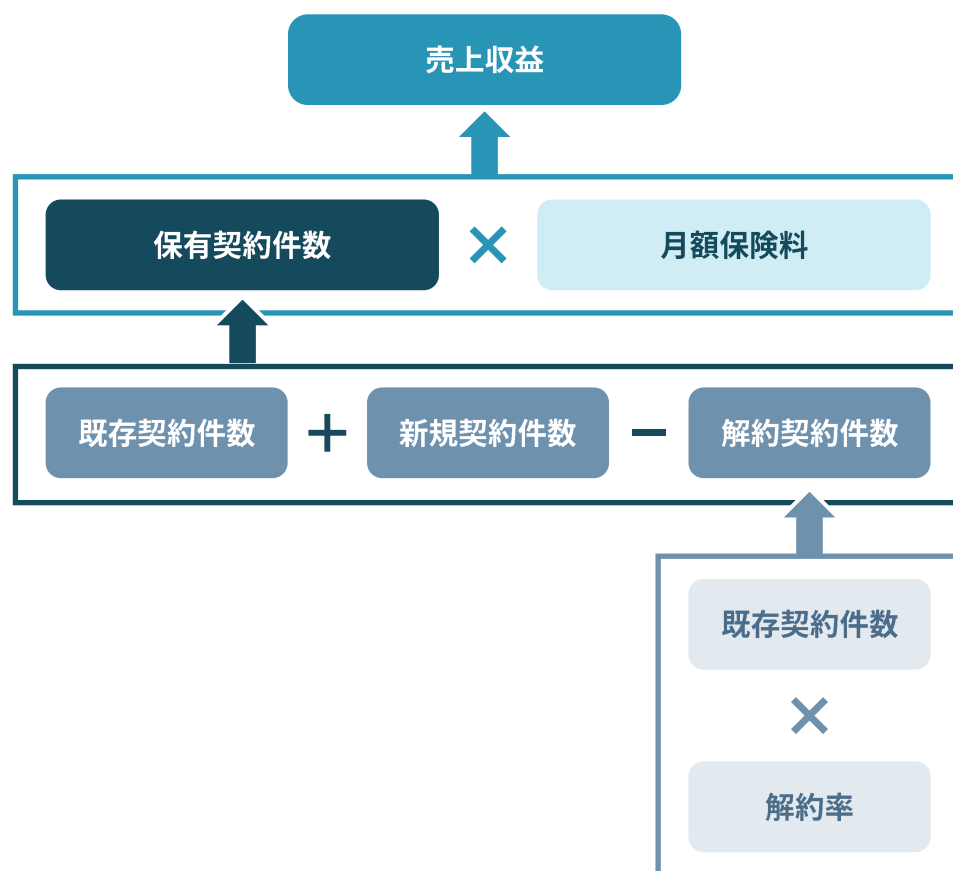 売上収益
保有契約件数 × 月額保険料
既存契約件数 + 新規契約件数 − 解約契約件数
既存契約件数
×
解約率